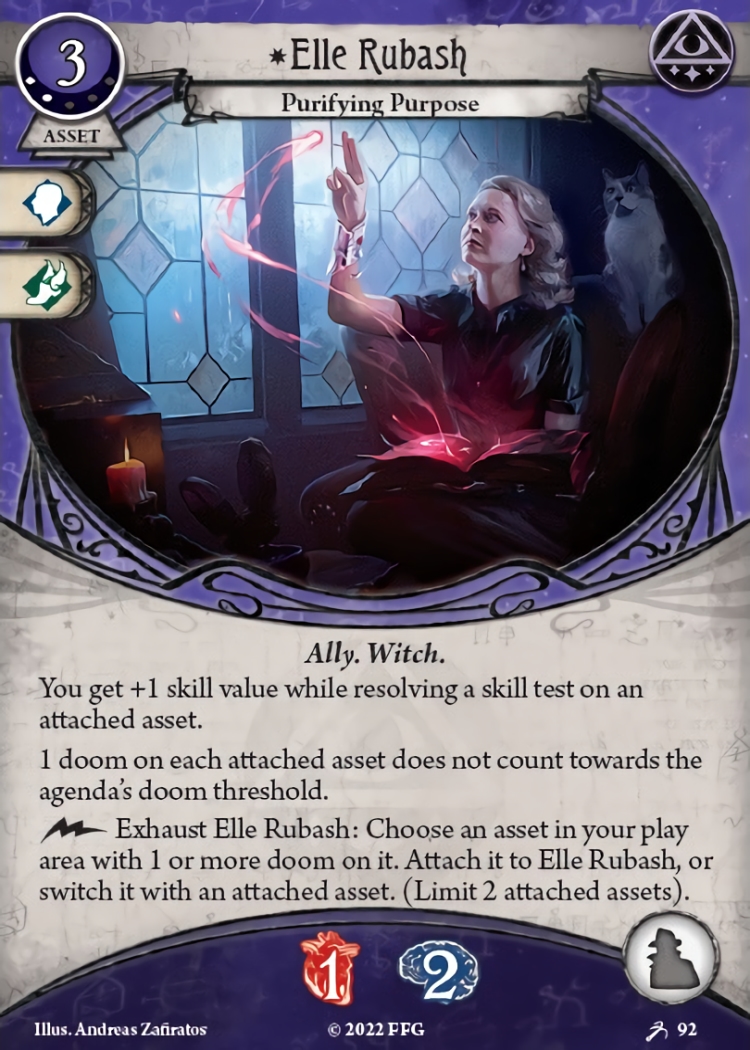 3
Elle Rubash
Purifying Purpose
ASSET
Ally. Witch.
You get +1 skill value while resolving a skill test on an
attached asset.
1 doom on each attached asset does not count towards the
agenda's doom threshold.
Exhaust Elle Rubash: Choose an asset in your play
area with 1 or more doom on it. Attach it to Elle Rubash, or
switch it with an attached asset. (Limit 2 attached assets).
1
2
Illus. Andreas Zafiratos
© 2022 FFG
92